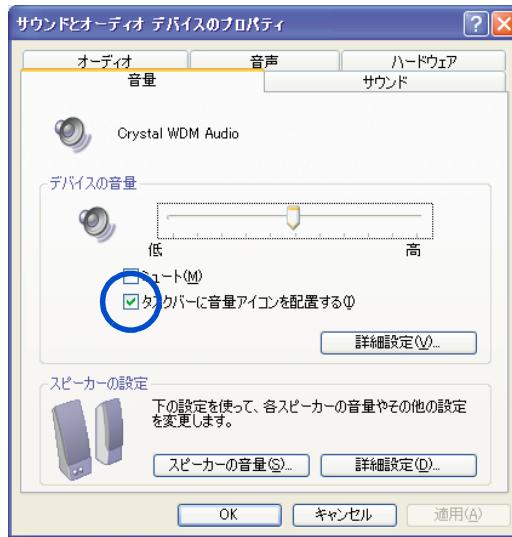 サウンドとオーディオ デバイスのプロパティ
オーディオ 音声 ハードウェア
音量 サウンド
Crystal WDM Audio
デバイスの音量
低 高
ミュート(M)
タスクバーに音量アイコンを配置する(I)
詳細設定(V)...
スピーカーの設定
下の設定を使って、各スピーカーの音量やその他の設定
を変更します。
スピーカーの音量(S)... 詳細設定(D)...
OK キャンセル 適用(A)